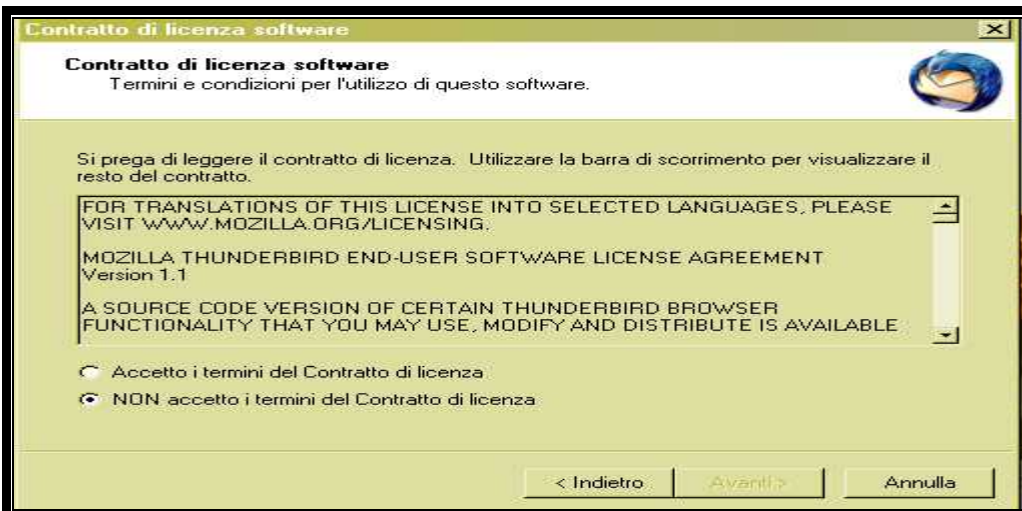 Contratto di licenza software
Contratto di licenza software
Termini e condizioni per l'utilizzo di questo software.
Si prega di leggere il contratto di licenza. Utilizzare la barra di scorrimento per visualizzare il
resto del contratto.
FOR TRANSLATIONS OF THIS LICENSE INTO SELECTED LANGUAGES, PLEASE
VISIT WWW.MOZILLA.ORG/LICENSING.
MOZILLA THUNDERBIRD END-USER SOFTWARE LICENSE AGREEMENT
Version 1.1
A SOURCE CODE VERSION OF CERTAIN THUNDERBIRD BROWSER
FUNCTIONALITY THAT YOU MAY USE, MODIFY AND DISTRIBUTE IS AVAILABLE
Accetto i termini del Contratto di licenza
NON accetto i termini del Contratto di licenza
< Indietro
Avanti >
Annulla